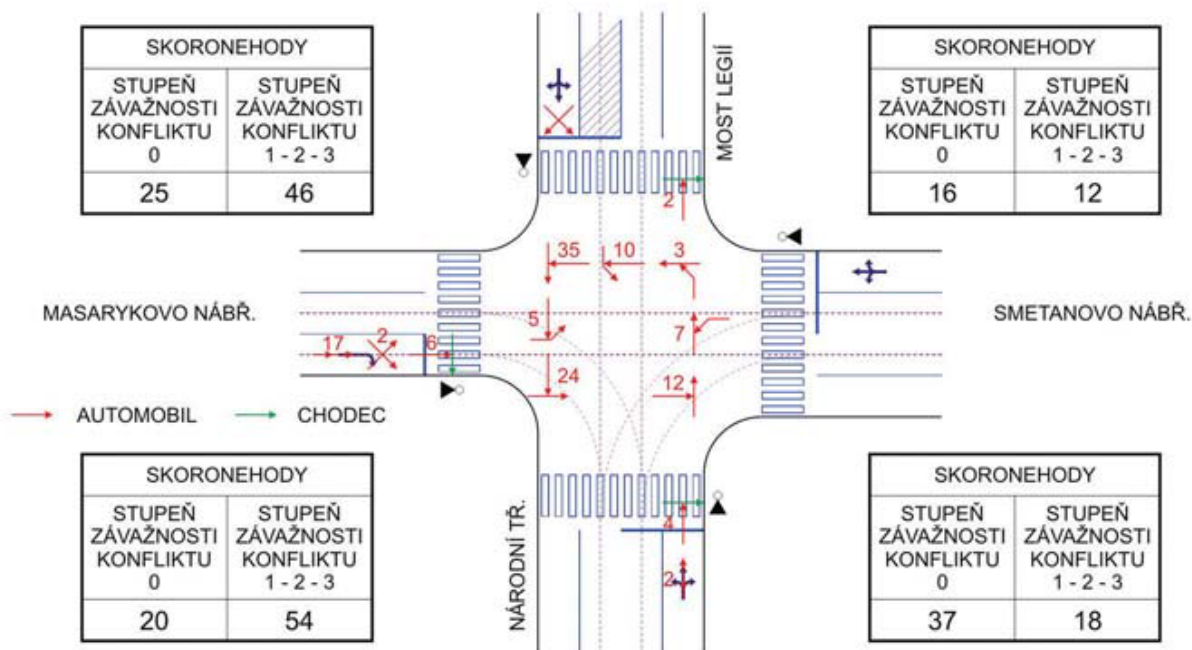 SKORONEHODY
STUPEŇ
ZÁVAŽNOSTI
KONFLIKTU
0
STUPEŇ
ZÁVAŽNOSTI
KONFLIKTU
1 - 2 - 3
25
46
MOST LEGIÍ
SKORONEHODY
STUPEŇ
ZÁVAŽNOSTI
KONFLIKTU
0
STUPEŇ
ZÁVAŽNOSTI
KONFLIKTU
1 - 2 - 3
16
12
2
35
10
3
MASARYKOVO NÁBŘ.
5
7
SMETANOVO NÁBŘ.
17
2
6
24
12
AUTOMOBIL
CHODEC
SKORONEHODY
STUPEŇ
ZÁVAŽNOSTI
KONFLIKTU
0
STUPEŇ
ZÁVAŽNOSTI
KONFLIKTU
1 - 2 - 3
20
54
NÁRODNÍ TŘ.
4
2
SKORONEHODY
STUPEŇ
ZÁVAŽNOSTI
KONFLIKTU
0
STUPEŇ
ZÁVAŽNOSTI
KONFLIKTU
1 - 2 - 3
37
18